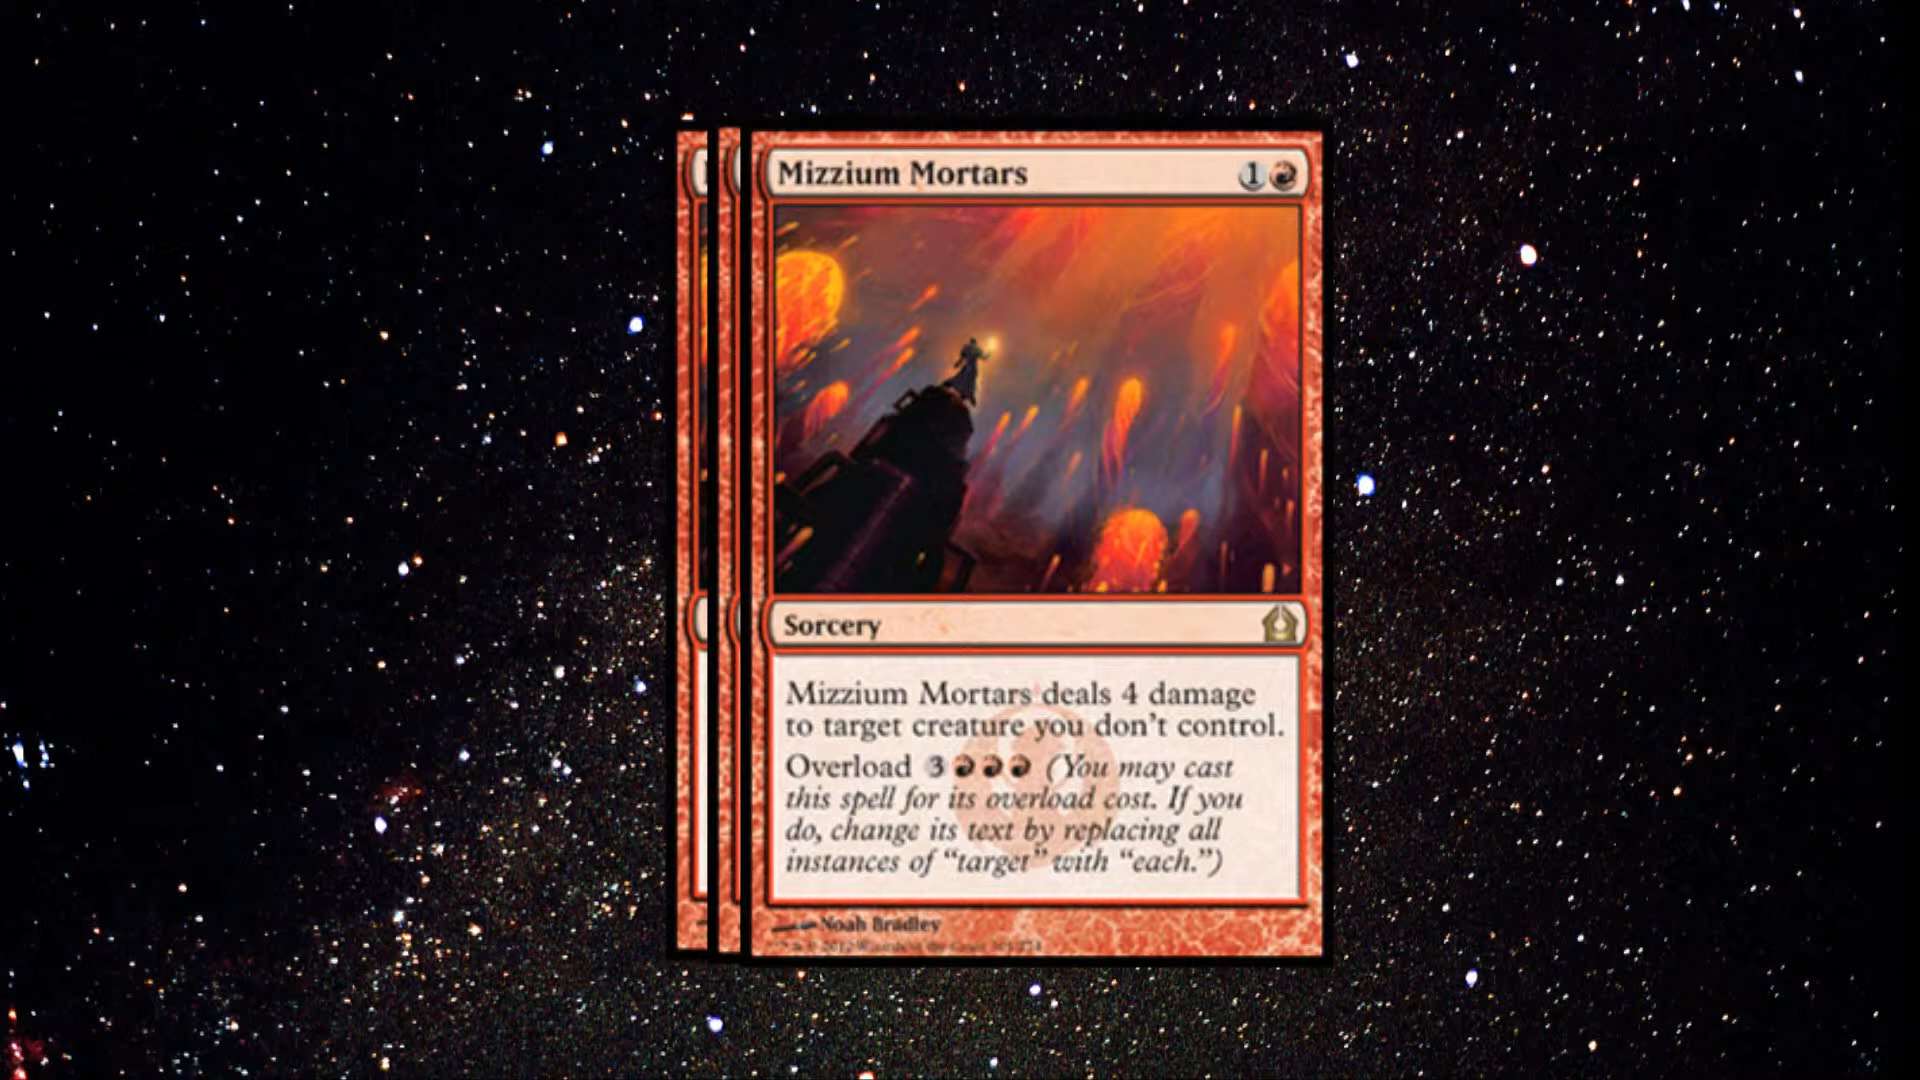 Mizzium Mortars 1
Sorcery
Mizzium Mortars deals 4 damage
to target creature you don't control.
Overload 3 (You may cast
this spell for its overload cost. If you
do, change its text by replacing all
instances of “target” with “each.”)
Noah Bradley